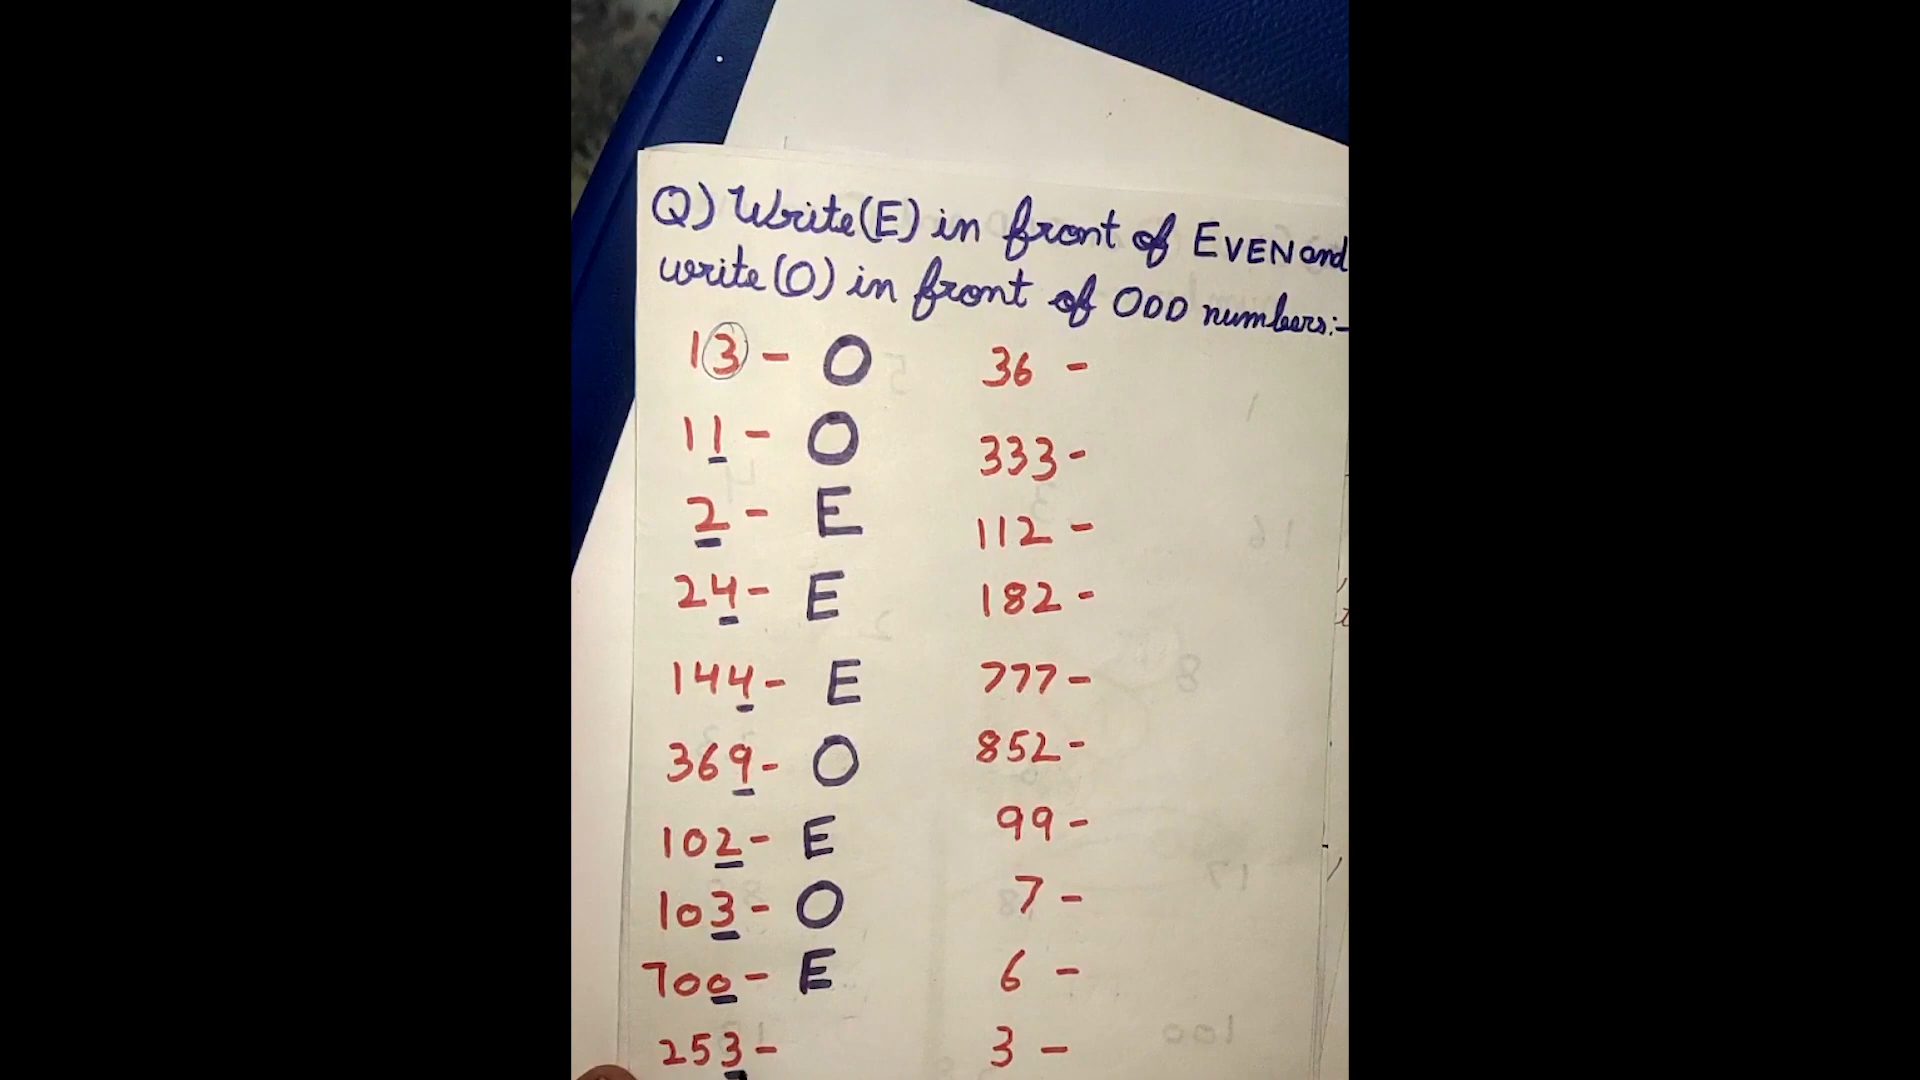 Q) Write (E) in front of EVEN and
write (O) in front of ODD numbers:-
13 - O
11 - O
2 - E
24 - E
144 - E
369 - O
102 - E
103 - O
700 - E
253 -
36 -
333 -
112 -
182 -
777 -
852 -
99 -
7 -
6 -
3 -